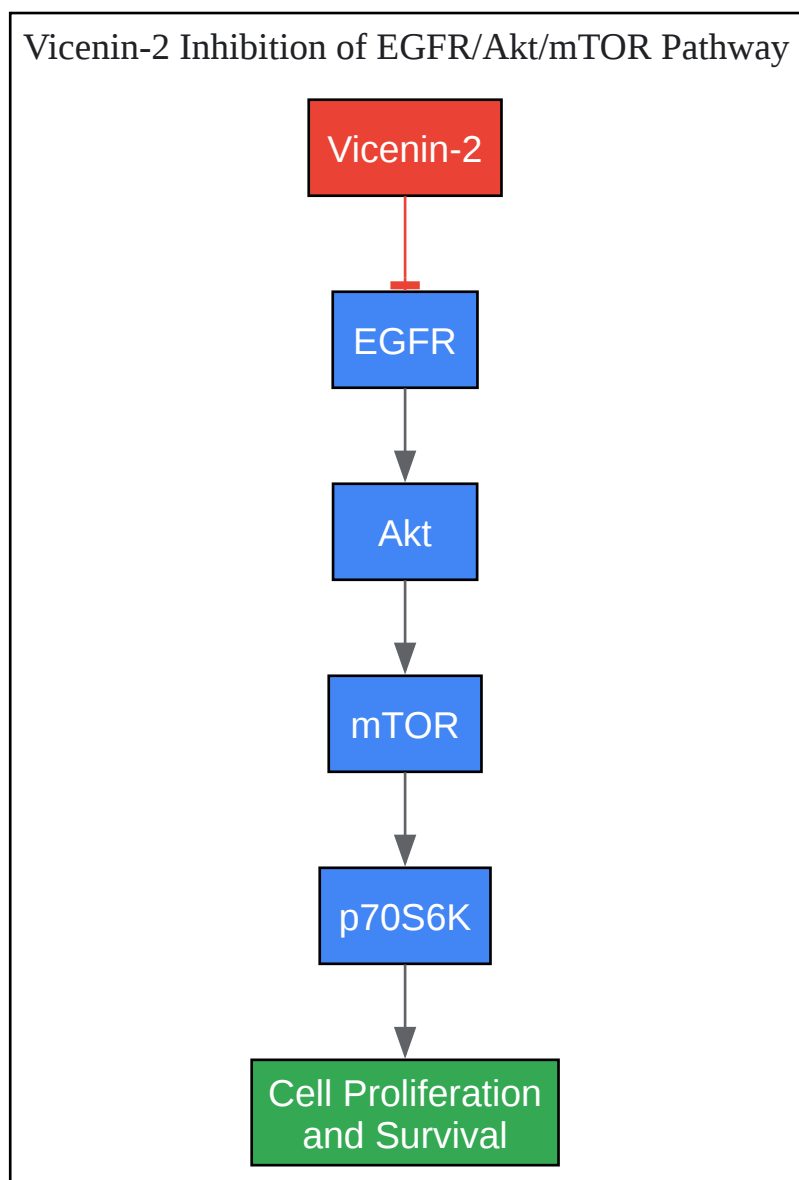 Vicenin-2 Inhibition of EGFR/Akt/mTOR Pathway
Vicenin-2
EGFR
Akt
mTOR
p70S6K
Cell Proliferation
and Survival